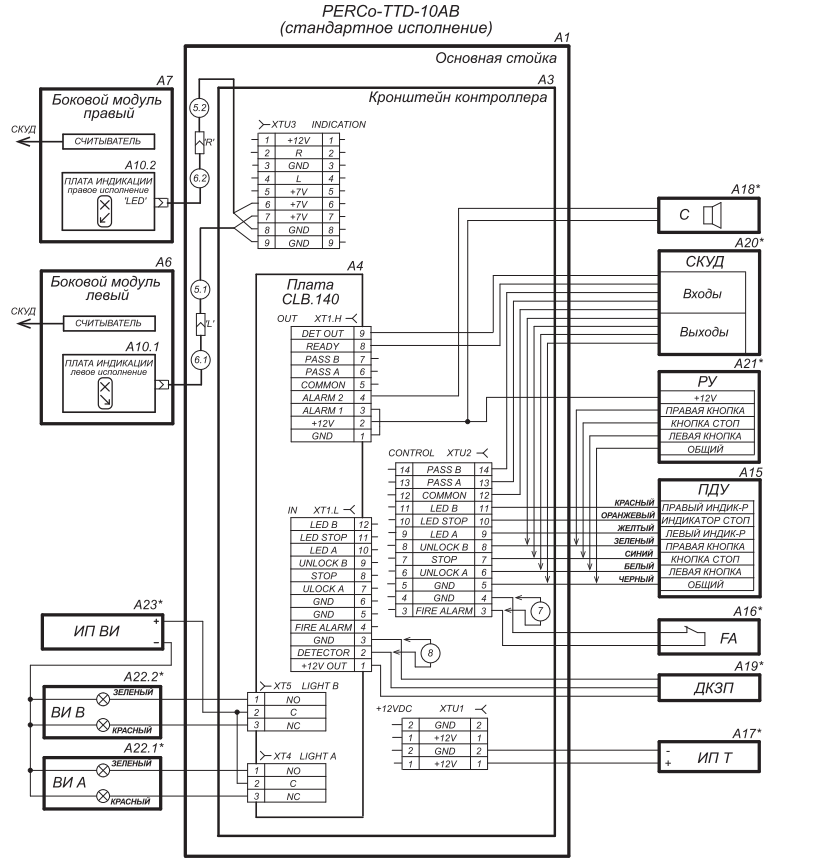 PERCo-TTD-10AB
(стандартное исполнение)
A1
Основная стойка
A3
Кронштейн контроллера
A7
Боковой модуль
правый
СКУД
СЧИТЫВАТЕЛЬ
A10.2
ПЛАТА ИНДИКАЦИИ
правое исполнение
'LED'
5.2
'R'
6.2
A6
Боковой модуль
левый
СКУД
СЧИТЫВАТЕЛЬ
A10.1
ПЛАТА ИНДИКАЦИИ
левое исполнение
5.1
'L'
6.1
XTU3 INDICATION
1 +12V 1
2 R 2
3 GND 3
4 L 4
5 +7V 5
6 +7V 6
7 +7V 7
8 GND 8
9 GND 9
A4
Плата
CLB.140
OUT XT1.H
DET OUT 9
READY 8
PASS B 7
PASS A 6
COMMON 5
ALARM 2 4
ALARM 1 3
+12V 2
GND 1
CONTROL XTU2
14 PASS B 14
13 PASS A 13
12 COMMON 12
11 LED B 11
10 LED STOP 10
9 LED A 9
8 UNLOCK B 8
7 STOP 7
6 UNLOCK A 6
5 GND 5
4 GND 4
3 FIRE ALARM 3
7
IN XT1.L
LED B 12
LED STOP 11
LED A 10
UNLOCK B 9
STOP 8
ULOCK A 7
GND 6
GND 5
FIRE ALARM 4
GND 3
DETECTOR 2
+12V OUT 1
8
XT5 LIGHT B
1 NO
2 C
3 NC
XT4 LIGHT A
1 NO
2 C
3 NC
+12VDC XTU1
2 GND 2
1 +12V 1
2 GND 2
1 +12V 1
A18*
С
A20*
СКУД
Входы
Выходы
A21*
РУ
+12V
ПРАВАЯ КНОПКА
КНОПКА СТОП
ЛЕВАЯ КНОПКА
ОБЩИЙ
A15
ПДУ
КРАСНЫЙ ПРАВЫЙ ИНДИК-Р
ОРАНЖЕВЫЙ ИНДИКАТОР СТОП
ЖЕЛТЫЙ ЛЕВЫЙ ИНДИК-Р
ЗЕЛЕНЫЙ ПРАВАЯ КНОПКА
СИНИЙ КНОПКА СТОП
БЕЛЫЙ ЛЕВАЯ КНОПКА
ЧЕРНЫЙ ОБЩИЙ
A16*
FA
A19*
ДКЗП
A17*
- ИП Т
+
A23*
ИП ВИ +
–
A22.2*
ЗЕЛЕНЫЙ
ВИ B
КРАСНЫЙ
A22.1*
ЗЕЛЕНЫЙ
ВИ A
КРАСНЫЙ